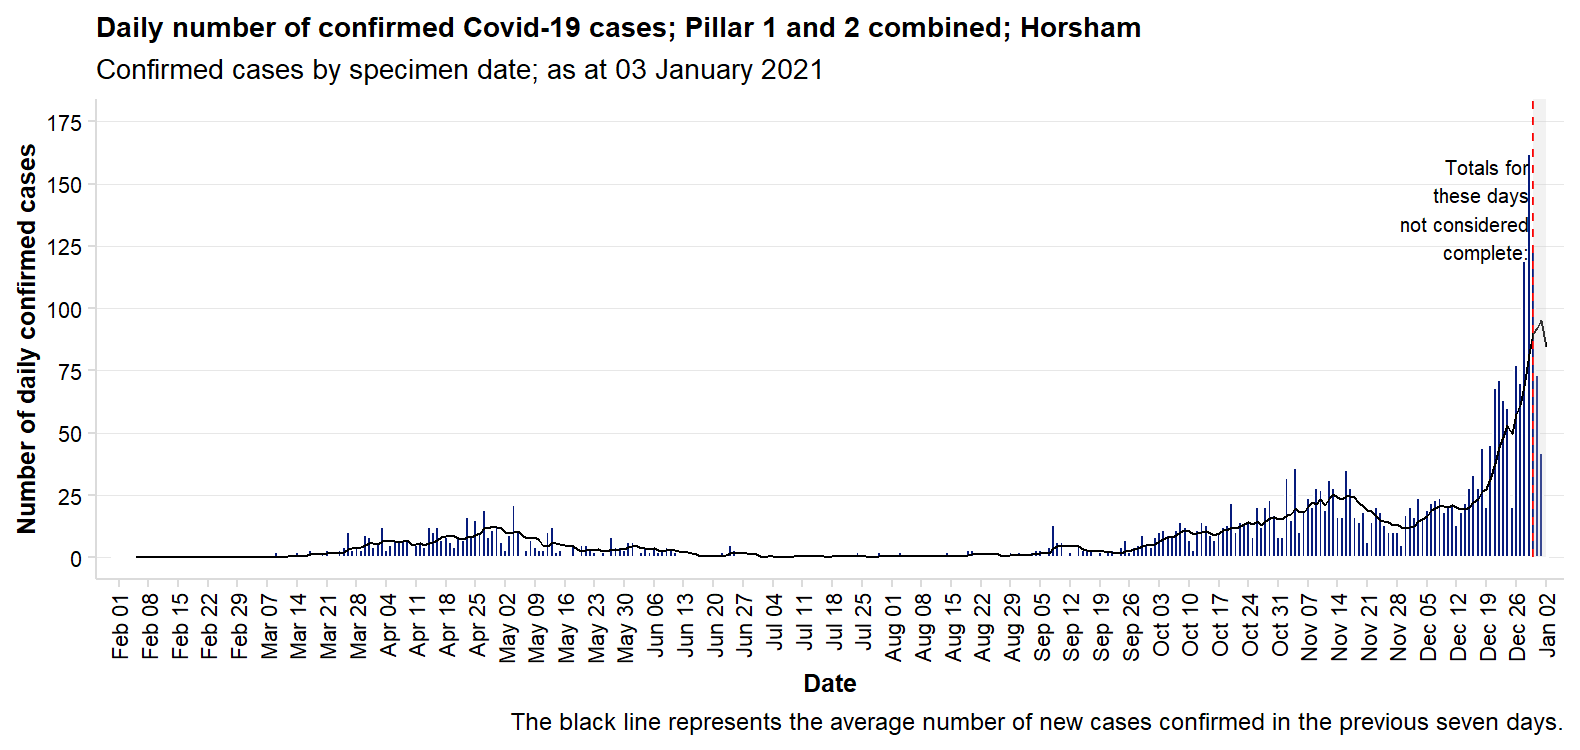 Daily number of confirmed Covid-19 cases; Pillar 1 and 2 combined; Horsham
Confirmed cases by specimen date; as at 03 January 2021
Number of daily confirmed cases
175
150
125
100
75
50
25
0
Totals for
these days
not considered
complete.
Feb 01
Feb 08
Feb 15
Feb 22
Feb 29
Mar 07
Mar 14
Mar 21
Mar 28
Apr 04
Apr 11
Apr 18
Apr 25
May 02
May 09
May 16
May 23
May 30
Jun 06
Jun 13
Jun 20
Jun 27
Jul 04
Jul 11
Jul 18
Jul 25
Aug 01
Aug 08
Aug 15
Aug 22
Aug 29
Sep 05
Sep 12
Sep 19
Sep 26
Oct 03
Oct 10
Oct 17
Oct 24
Oct 31
Nov 07
Nov 14
Nov 21
Nov 28
Dec 05
Dec 12
Dec 19
Dec 26
Jan 02
Date
The black line represents the average number of new cases confirmed in the previous seven days.